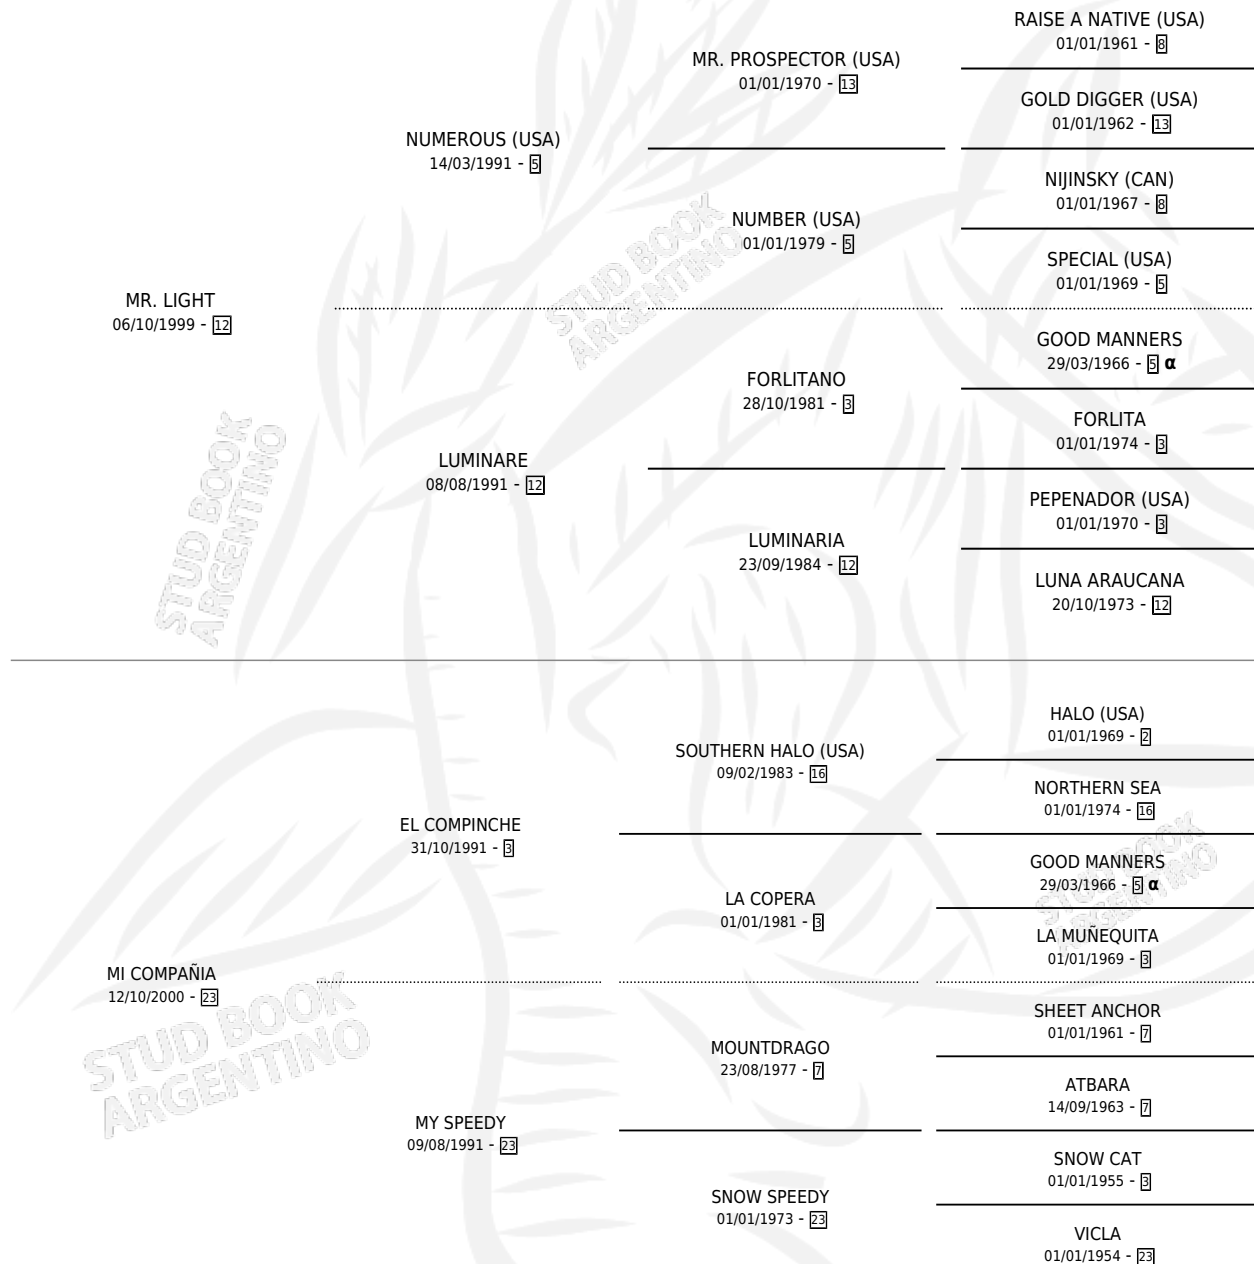 RAISE A NATIVE (USA)
01/01/1961 - 8
MR. PROSPECTOR (USA)
01/01/1970 - 13
GOLD DIGGER (USA)
01/01/1962 - 13
NUMEROUS (USA)
14/03/1991 - 5
NIJINSKY (CAN)
01/01/1967 - 8
NUMBER (USA)
01/01/1979 - 5
SPECIAL (USA)
01/01/1969 - 5
MR. LIGHT
06/10/1999 - 12
GOOD MANNERS
29/03/1966 - 5 α
FORLITANO
28/10/1981 - 3
FORLITA
01/01/1974 - 3
LUMINARE
08/08/1991 - 12
PEPENADOR (USA)
01/01/1970 - 3
LUMINARIA
23/09/1984 - 12
LUNA ARAUCANA
20/10/1973 - 12
HALO (USA)
01/01/1969 - 2
SOUTHERN HALO (USA)
09/02/1983 - 16
NORTHERN SEA
01/01/1974 - 16
EL COMPINCHE
31/10/1991 - 3
GOOD MANNERS
29/03/1966 - 5 α
LA COPERA
01/01/1981 - 3
LA MUÑEQUITA
01/01/1969 - 3
MI COMPAÑIA
12/10/2000 - 23
SHEET ANCHOR
01/01/1961 - 7
MOUNTDRAGO
23/08/1977 - 7
ATBARA
14/09/1963 - 7
MY SPEEDY
09/08/1991 - 23
SNOW CAT
01/01/1955 - 3
SNOW SPEEDY
01/01/1973 - 23
VICLA
01/01/1954 - 23
STUD BOOK
ARGENTINO
STUD BOOK
ARGENTINO
STUD BOOK
ARGENTINO
STUD BOOK
ARGENTINO